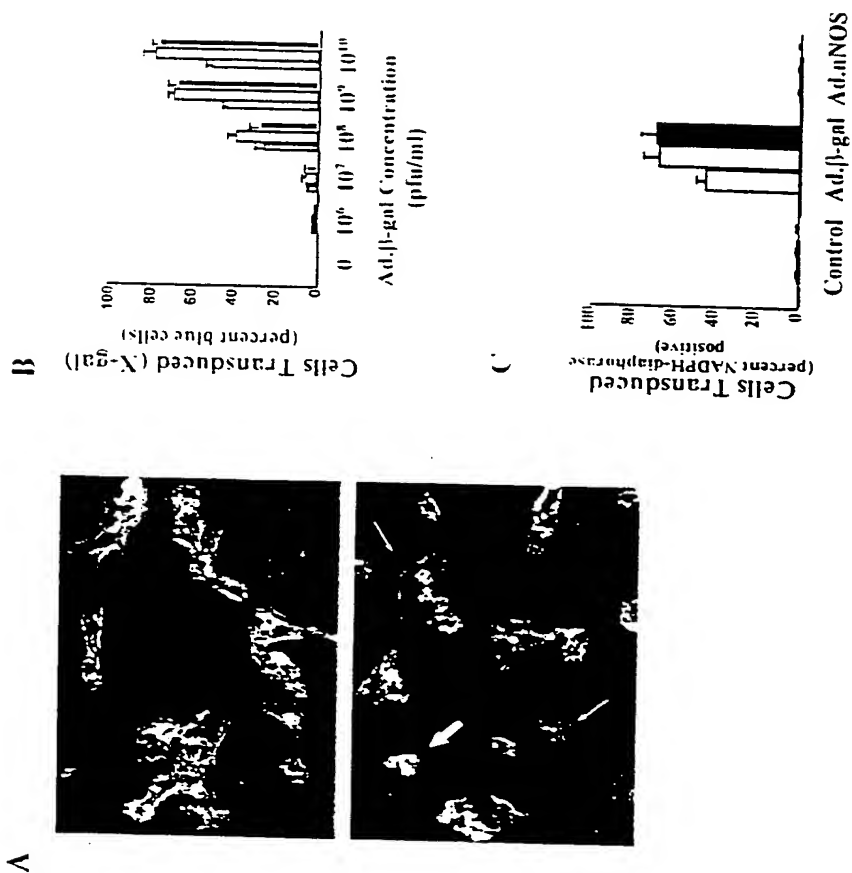 A
B
Cells Transduced (X-gal)
(percent blue cells)
100
80
60
40
20
0
0 10⁶ 10⁷ 10⁸ 10⁹ 10¹⁰
Ad.β-gal Concentration
(pfu/ml)
C
Cells Transduced
(percent NADPH-diaphorase
positive)
100
80
60
40
20
0
Control Ad.β-gal Ad.nNOS